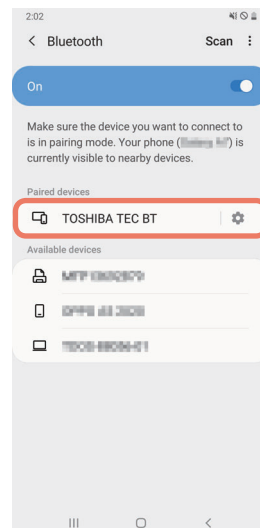 2:02
Bluetooth Scan
On
Make sure the device you want to connect to
is in pairing mode. Your phone ( ) is
currently visible to nearby devices.
Paired devices
TOSHIBA TEC BT
Available devices